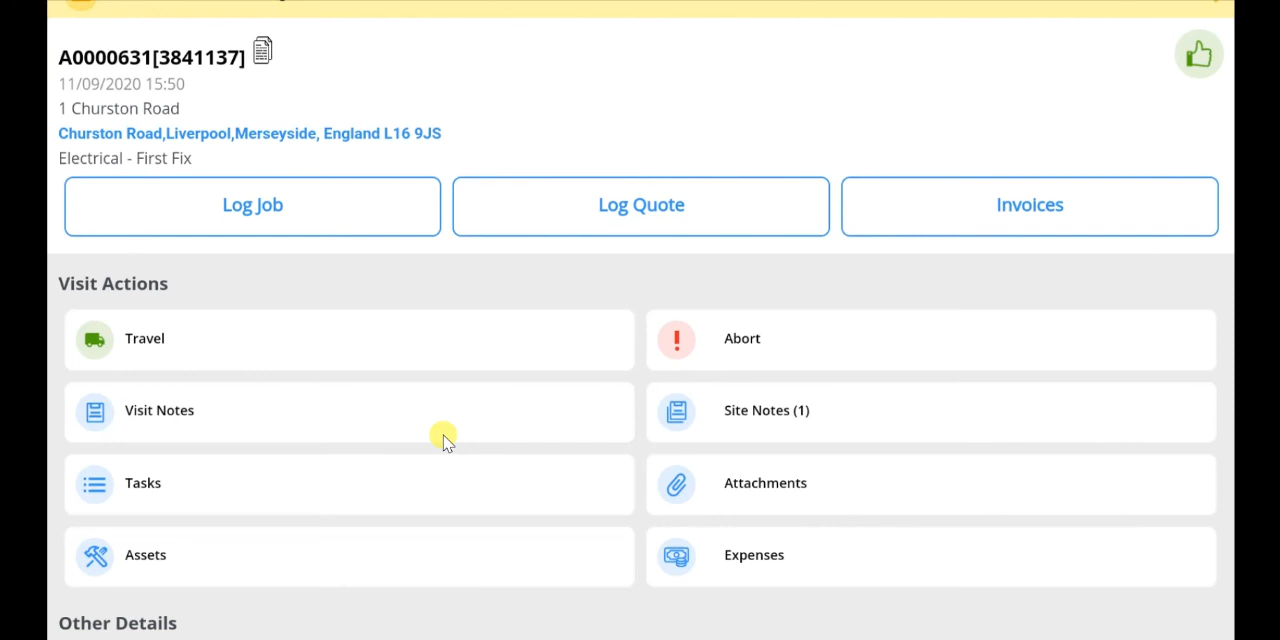 A0000631[3841137]
11/09/2020 15:50
1 Churston Road
Churston Road,Liverpool,Merseyside, England L16 9JS
Electrical - First Fix
Log Job
Log Quote
Invoices
Visit Actions
Travel
Abort
Visit Notes
Site Notes (1)
Tasks
Attachments
Assets
Expenses
Other Details